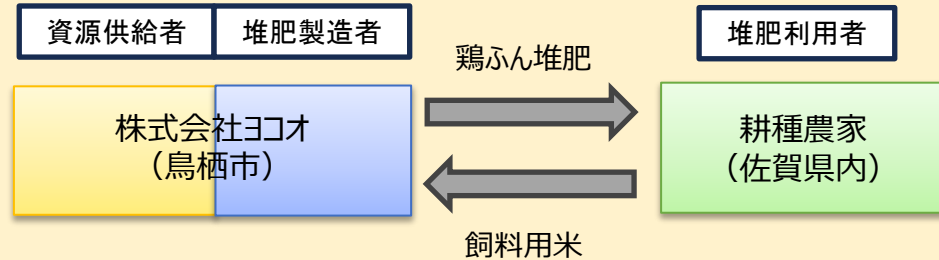 資源供給者
堆肥製造者
堆肥利用者
鶏ふん堆肥
株式会社ヨコオ
（鳥栖市）
耕種農家
（佐賀県内）
飼料用米